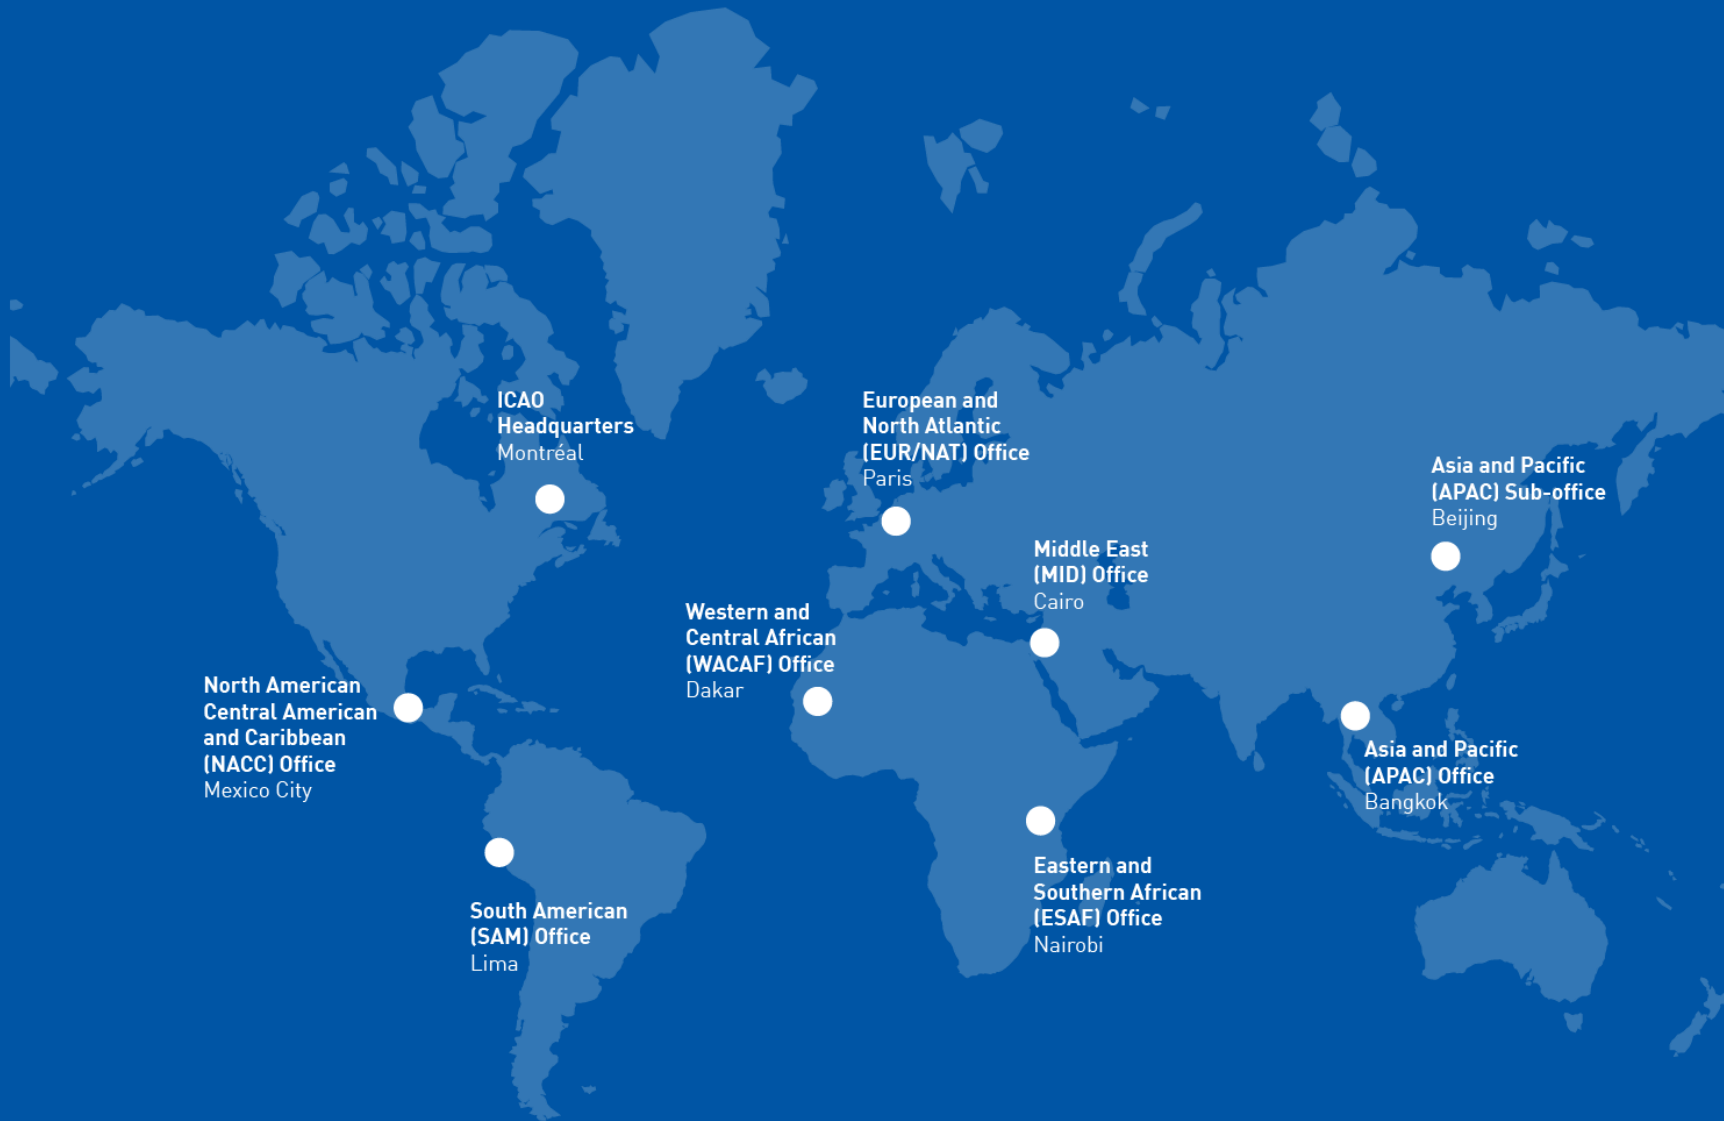 ICAO
Headquarters
Montréal
European and
North Atlantic
(EUR/NAT) Office
Paris
Asia and Pacific
(APAC) Sub-office
Beijing
Middle East
(MID) Office
Cairo
Western and
Central African
(WACAF) Office
Dakar
North American
Central American
and Caribbean
(NACC) Office
Mexico City
Asia and Pacific
(APAC) Office
Bangkok
Eastern and
Southern African
(ESAF) Office
Nairobi
South American
(SAM) Office
Lima